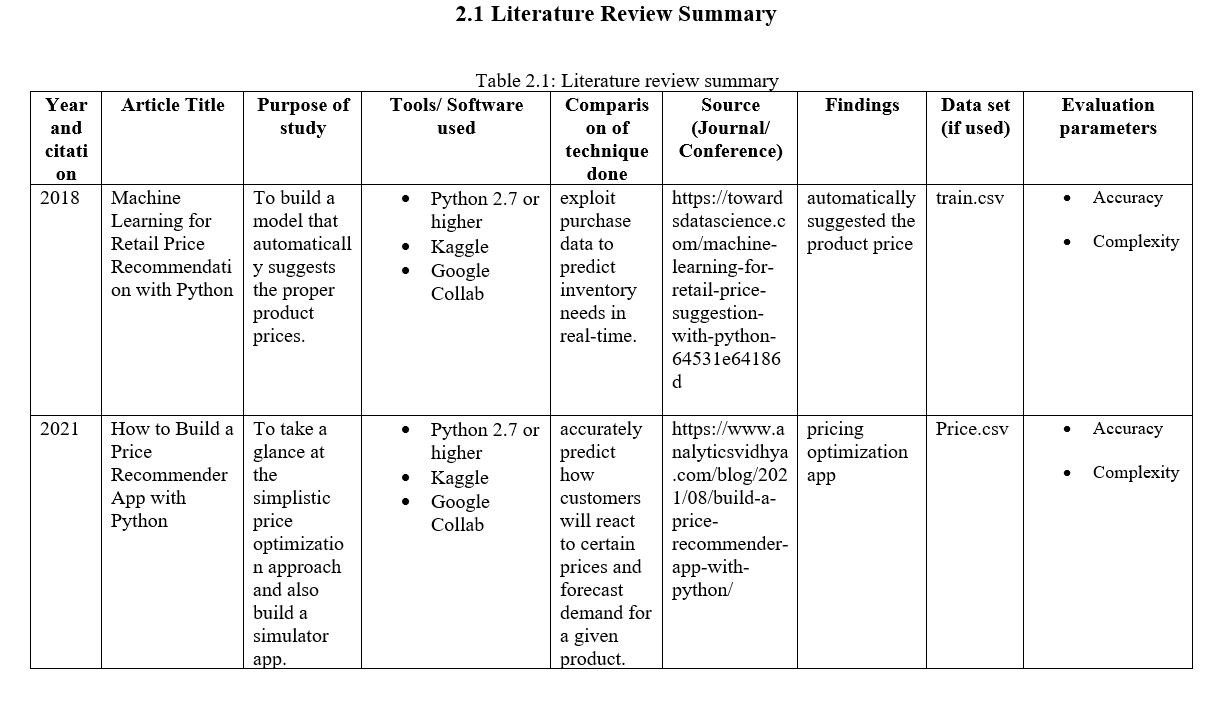 2.1 Literature Review Summary
Table 2.1: Literature review summary
Year
and
citati
on
Article Title
Purpose of
study
Tools/ Software
used
Comparis
on of
technique
done
Source
(Journal/
Conference)
Findings
Data set
(if used)
Evaluation
parameters
2018
Machine
Learning for
Retail Price
Recommendati
on with Python
To build a
model that
automaticall
y suggests
the proper
product
prices.
• Python 2.7 or
higher
• Kaggle
• Google
Collab
exploit
purchase
data to
predict
inventory
needs in
real-time.
https://toward
sdatascience.c
om/machine-
learning-for-
retail-price-
suggestion-
with-python-
64531e64186
d
automatically
suggested the
product price
train.csv
• Accuracy
• Complexity
2021
How to Build a
Price
Recommender
App with
Python
To take a
glance at
the
simplistic
price
optimizatio
n approach
and also
build a
simulator
app.
• Python 2.7 or
higher
• Kaggle
• Google
Collab
accurately
predict
how
customers
will react
to certain
prices and
forecast
demand for
a given
product.
https://www.a
nalyticsvidhya
.com/blog/202
1/08/build-a-
price-
recommender-
app-with-
python/
pricing
optimization
app
Price.csv
• Accuracy
• Complexity